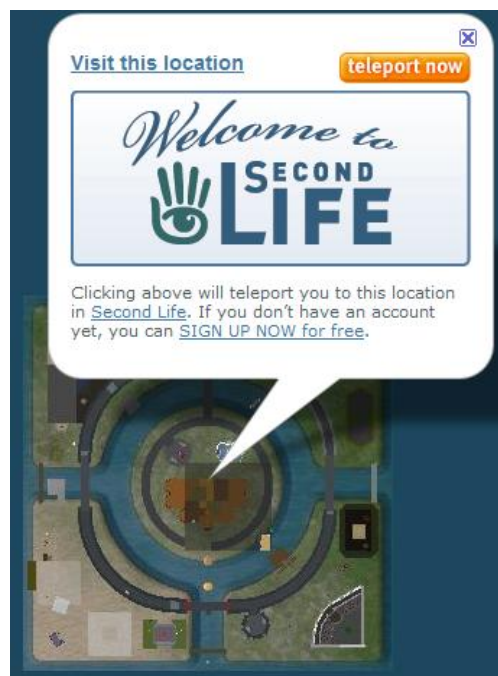 Visit this location
teleport now
Welcome to
SECOND
LIFE
Clicking above will teleport you to this location
in Second Life. If you don't have an account
yet, you can SIGN UP NOW for free.